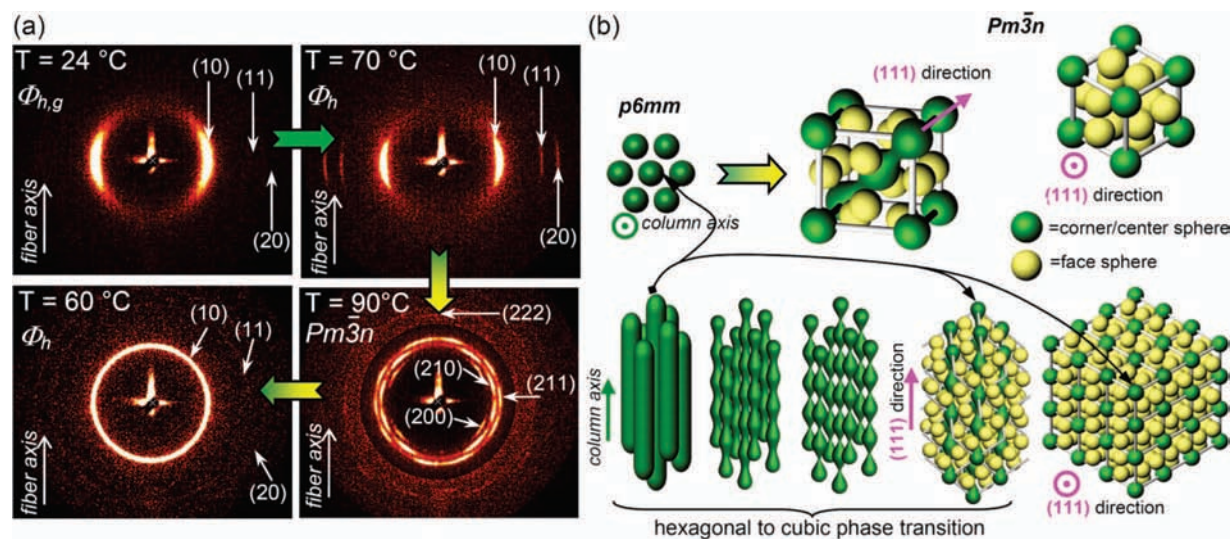 (a)
T = 24 °C
Φh,g
(10)
(11)
(20)
fiber axis
T = 70 °C
Φh
(10)
(11)
(20)
fiber axis
T = 60 °C
Φh
(10)
(11)
(20)
fiber axis
T = 90°C
Pm3̄n
(222)
(210)
(211)
(200)
fiber axis
(b)
p6mm
column axis
(111) direction
Pm3̄n
(111) direction
=corner/center sphere
=face sphere
column axis
(111) direction
(111) direction
hexagonal to cubic phase transition